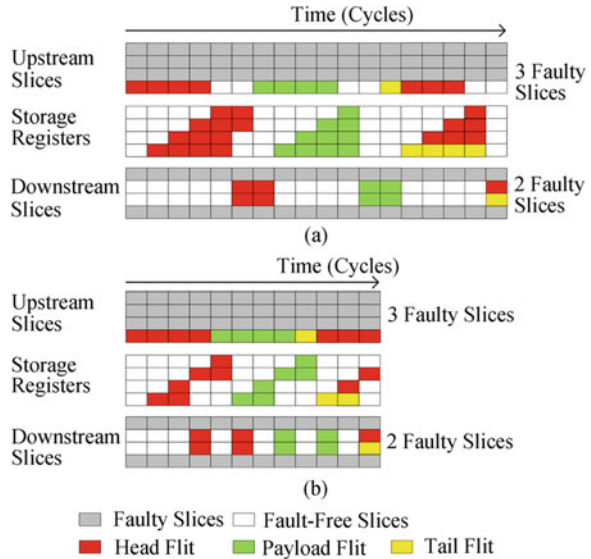 Time (Cycles)
Upstream
Slices
3 Faulty
Slices
Storage
Registers
Downstream
Slices
2 Faulty
Slices
(a)
Time (Cycles)
Upstream
Slices
3 Faulty Slices
Storage
Registers
Downstream
Slices
2 Faulty Slices
(b)
Faulty Slices
Fault-Free Slices
Head Flit
Payload Flit
Tail Flit